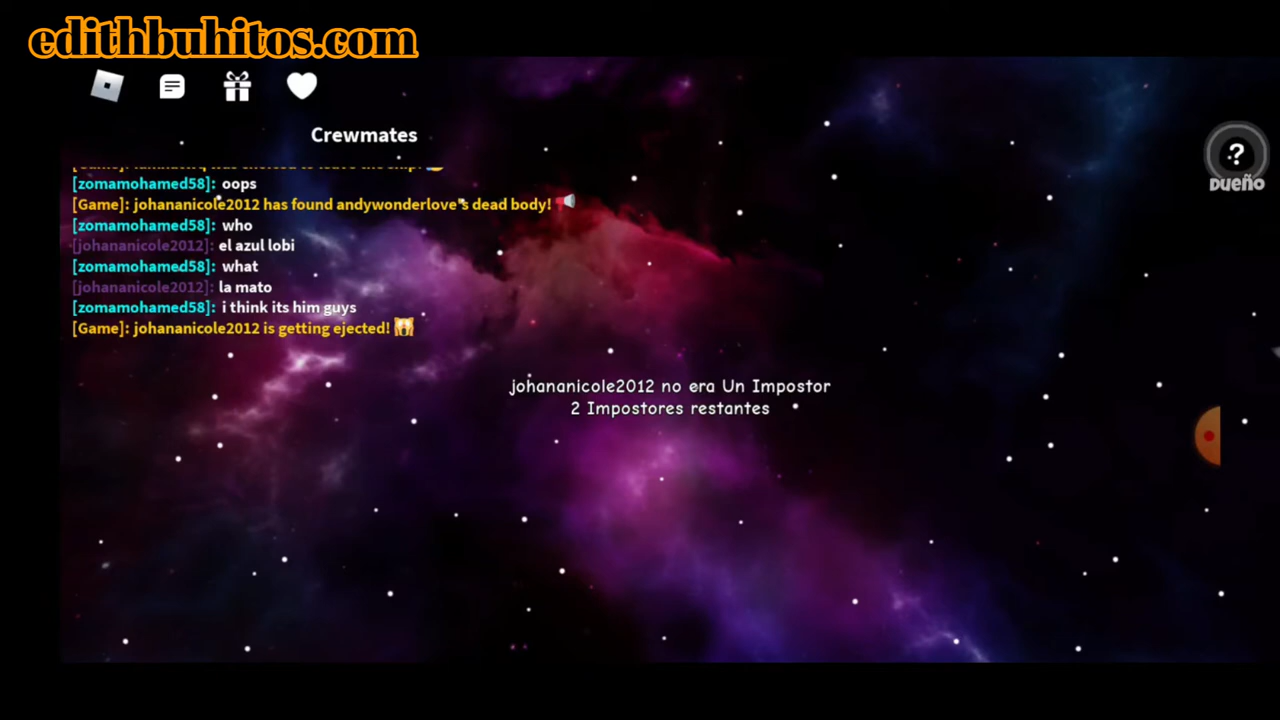 edithbuhitos.com
Crewmates
[zomamohamed58]: oops
[Game]: johananicole2012 has found andywonderlove's dead body!
[zomamohamed58]: who
[johananicole2012]: el azul lobi
[zomamohamed58]: what
[johananicole2012]: la mato
[zomamohamed58]: i think its him guys
[Game]: johananicole2012 is getting ejected!
johananicole2012 no era Un Impostor
2 Impostores restantes
?
DUEÑO